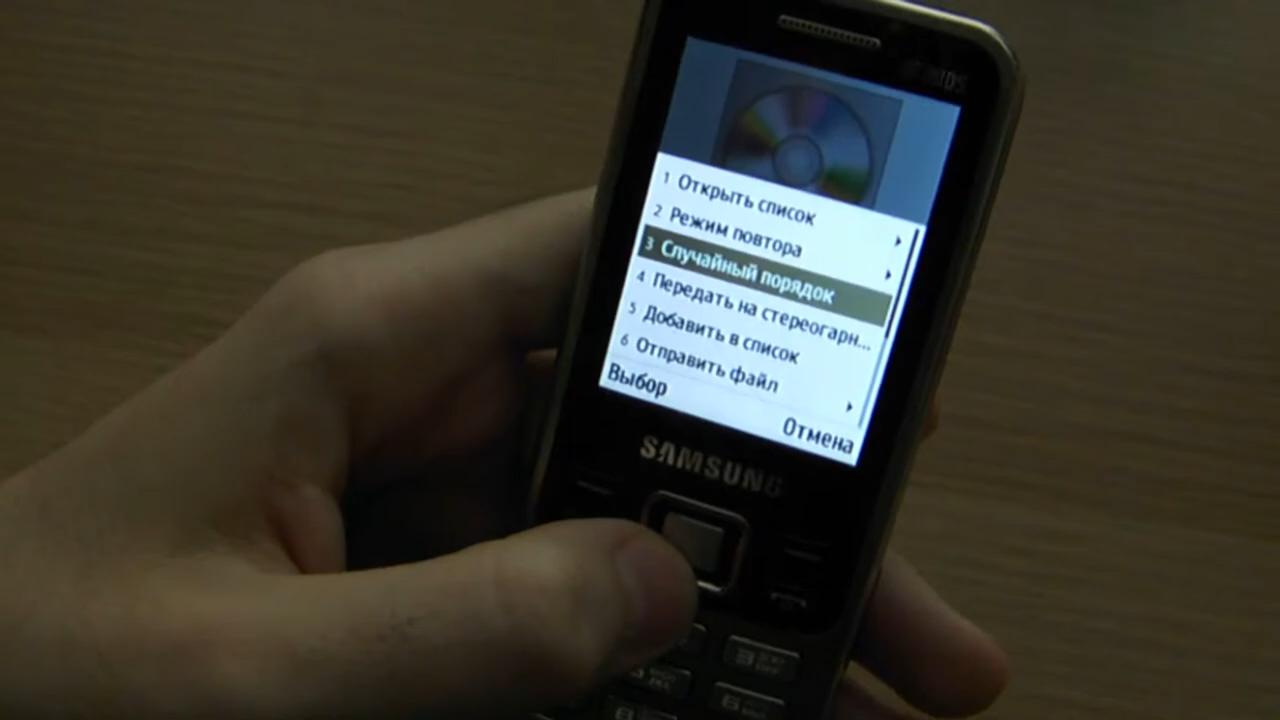 1 Открыть список
2 Режим повтора
3 Случайный порядок
4 Передать на стереогарн...
5 Добавить в список
6 Отправить файл
Выбор
Отмена
SAMSUNG